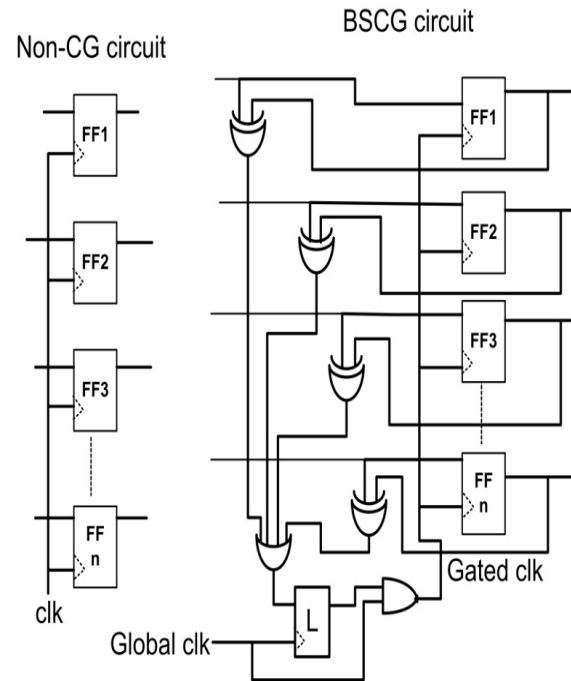 BSCG circuit
Non-CG circuit
FF1
FF2
FF3
FF
n
clk
FF1
FF2
FF3
FF
n
Gated clk
L
Global clk